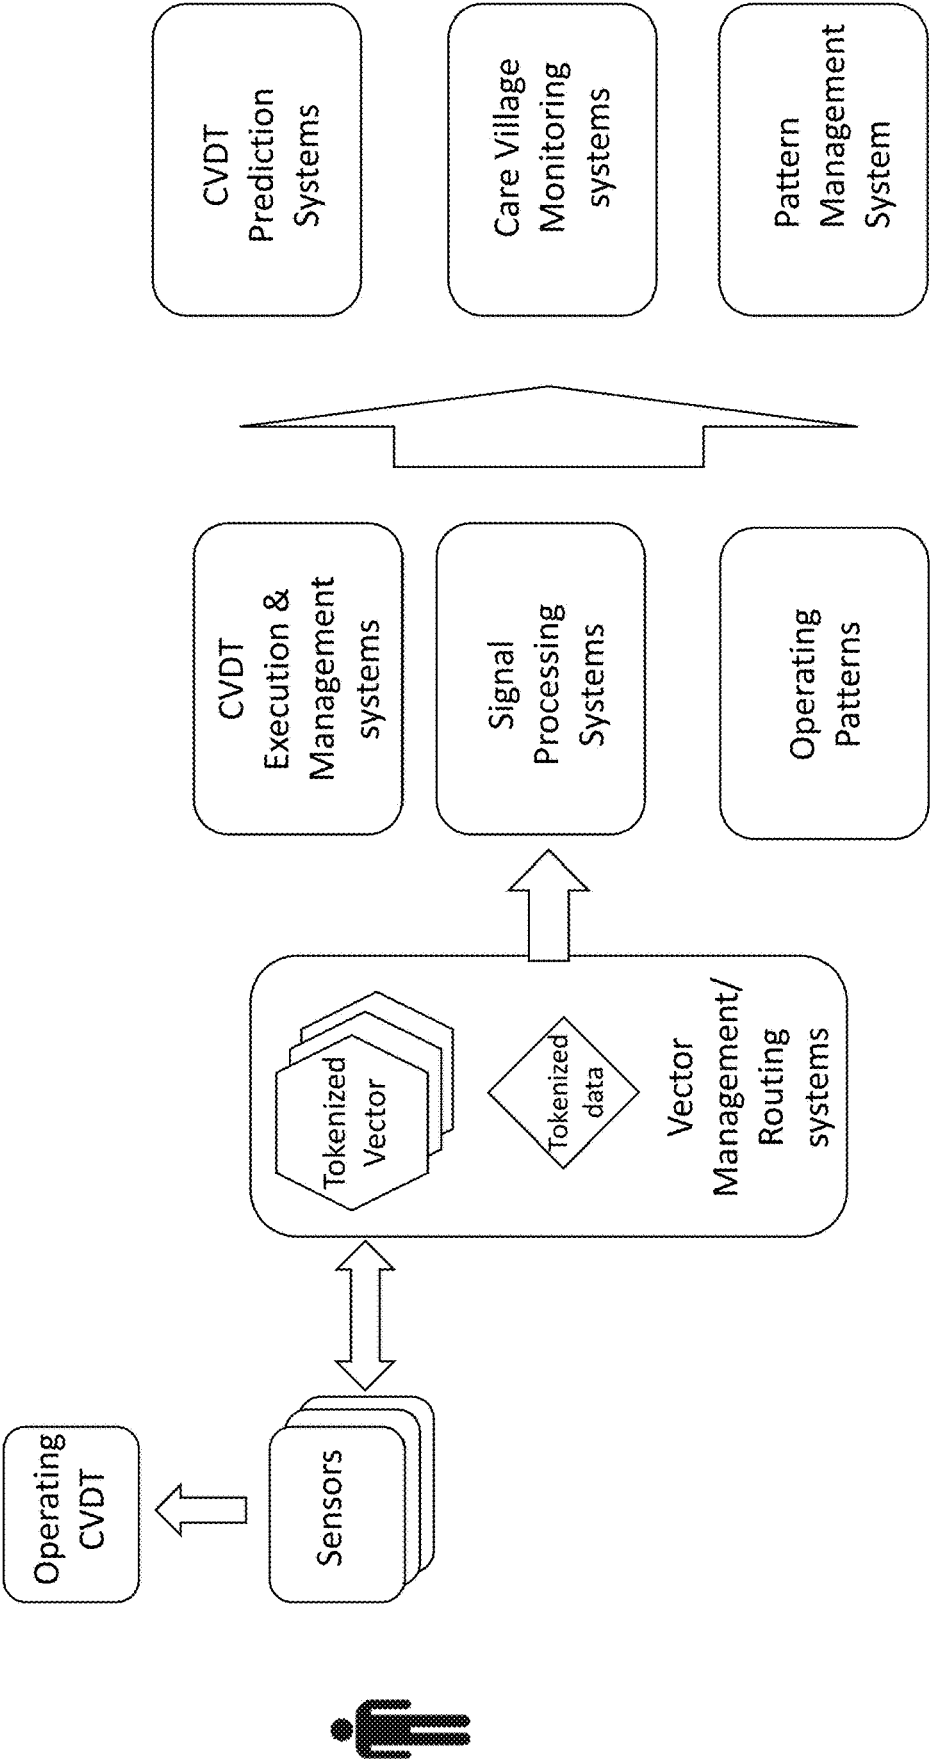 Operating
CVDT
Sensors
Tokenized
Vector
Tokenized
data
Vector
Management/
Routing
systems
CVDT
Execution &
Management
systems
Signal
Processing
Systems
Operating
Patterns
CVDT
Prediction
Systems
Care Village
Monitoring
systems
Pattern
Management
System